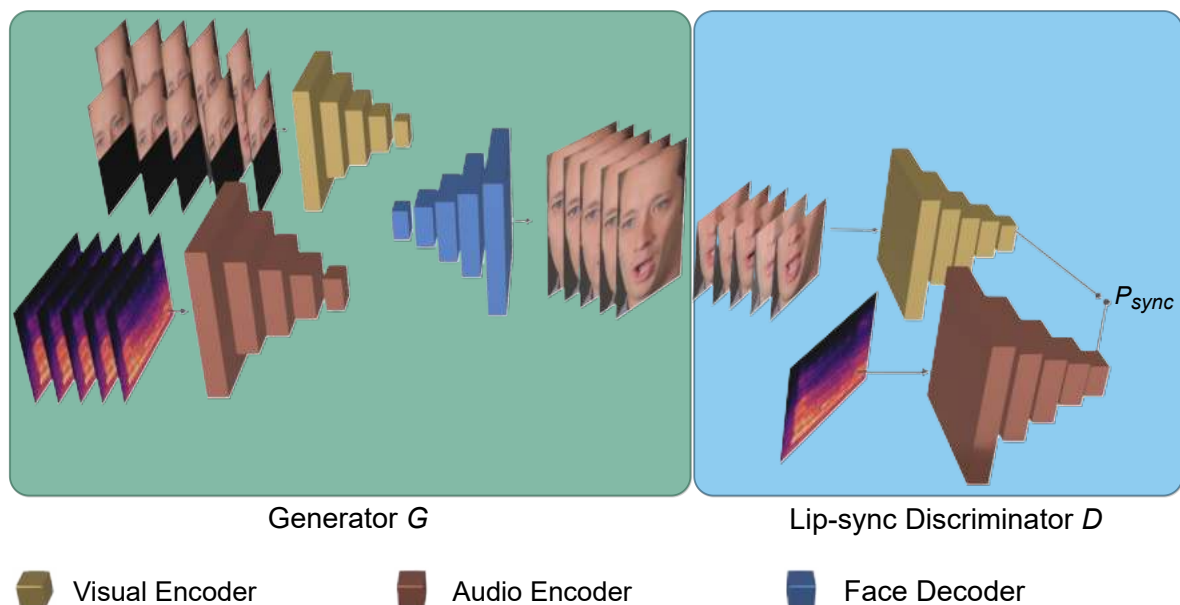 P_sync
Generator G
Lip-sync Discriminator D
Visual Encoder
Audio Encoder
Face Decoder